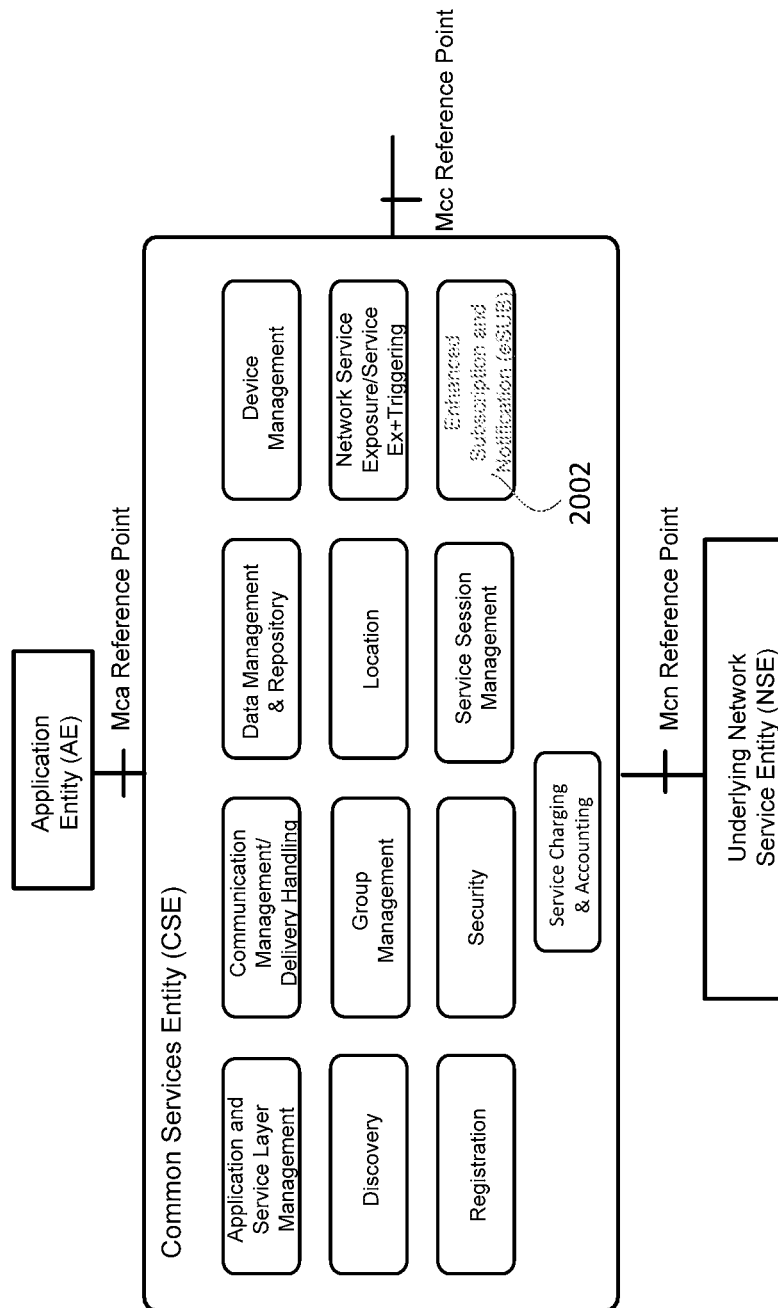 Application
Entity (AE)
Mca Reference Point
Common Services Entity (CSE)
Application and
Service Layer
Management
Communication
Management/
Delivery Handling
Data Management
& Repository
Device
Management
Discovery
Group
Management
Location
Network Service
Exposure/Service
Ex+Triggering
Registration
Security
Service Session
Management
Enhanced
Subscription and
Notification (eSUB)
Service Charging
& Accounting
2002
Mcc Reference Point
Mcn Reference Point
Underlying Network
Service Entity (NSE)